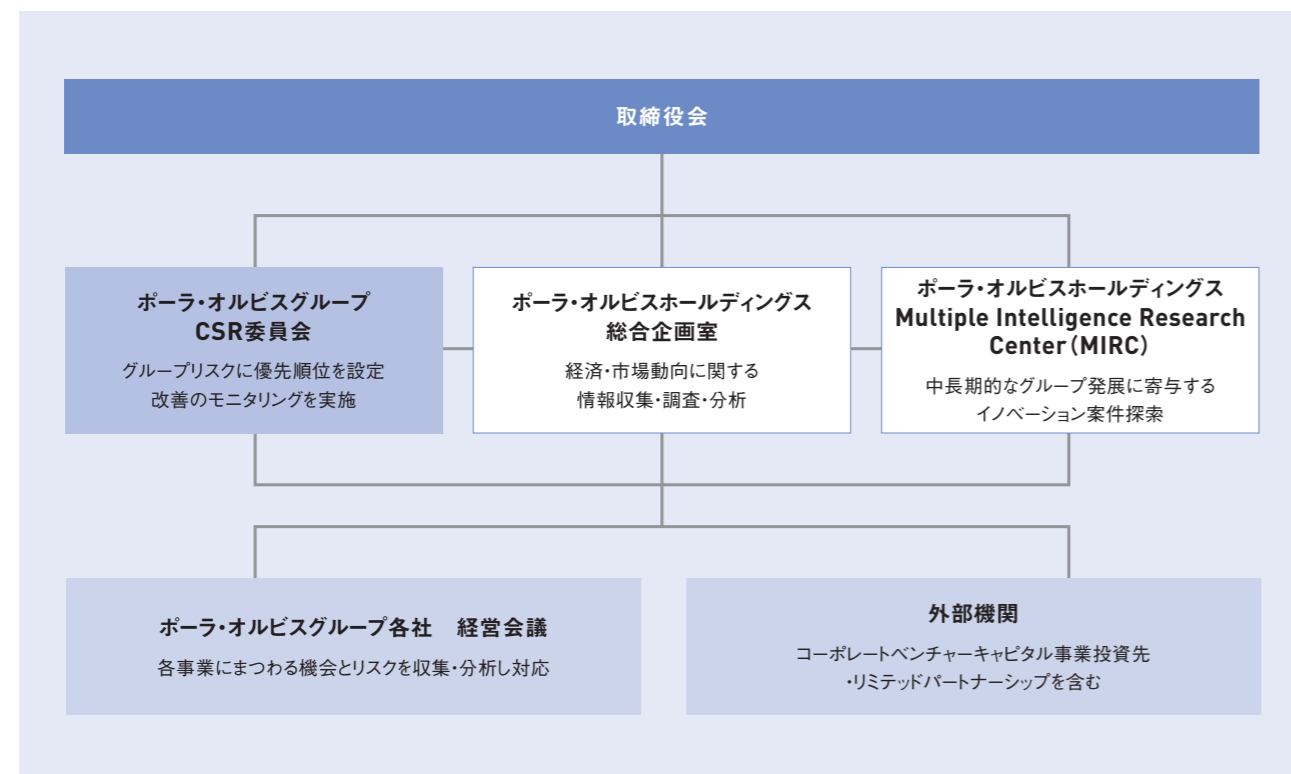 取締役会
ポーラ・オルビスグループ
CSR委員会
グループリスクに優先順位を設定
改善のモニタリングを実施
ポーラ・オルビスホールディングス
総合企画室
経済・市場動向に関する
情報収集・調査・分析
ポーラ・オルビスホールディングス
Multiple Intelligence Research
Center（MIRC）
中長期的なグループ発展に寄与する
イノベーション案件探索
ポーラ・オルビスグループ各社　経営会議
各事業にまつわる機会とリスクを収集・分析し対応
外部機関
コーポレートベンチャーキャピタル事業投資先
・リミテッドパートナーシップを含む